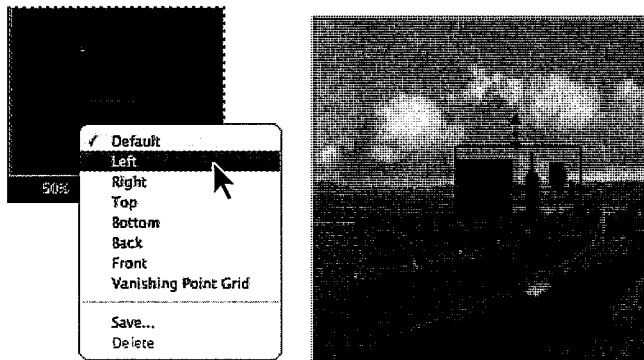 Default
Left
50%
Right
Top
Bottom
Back
Front
Vanishing Point Grid
Save...
Delete